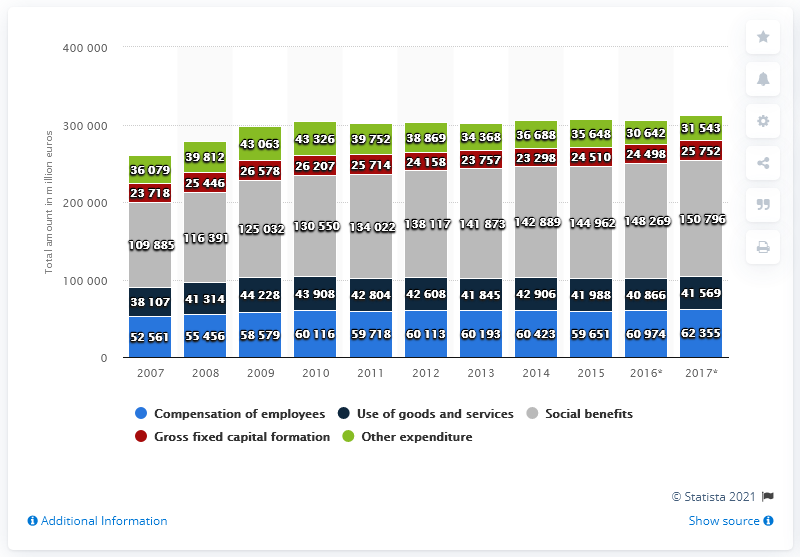 Total amount in million euros
400 000
300 000
200 000
100 000
0
36 079 39 812 43 063 43 326 39 752 38 869 34 368 36 688 35 648 30 642 31 543
23 718 25 446 26 578 26 207 25 714 24 158 23 757 23 298 24 510 24 498 25 752
109 885 116 391 125 032 130 550 134 022 138 117 141 873 142 889 144 962 148 269 150 796
38 107 41 314 44 228 43 908 42 804 42 608 41 845 42 906 41 988 40 866 41 569
52 561 55 456 58 579 60 116 59 718 60 113 60 193 60 423 59 651 60 974 62 355
2007 2008 2009 2010 2011 2012 2013 2014 2015 2016* 2017*
Compensation of employees Use of goods and services Social benefits
Gross fixed capital formation Other expenditure
© Statista 2021
Additional Information Show source